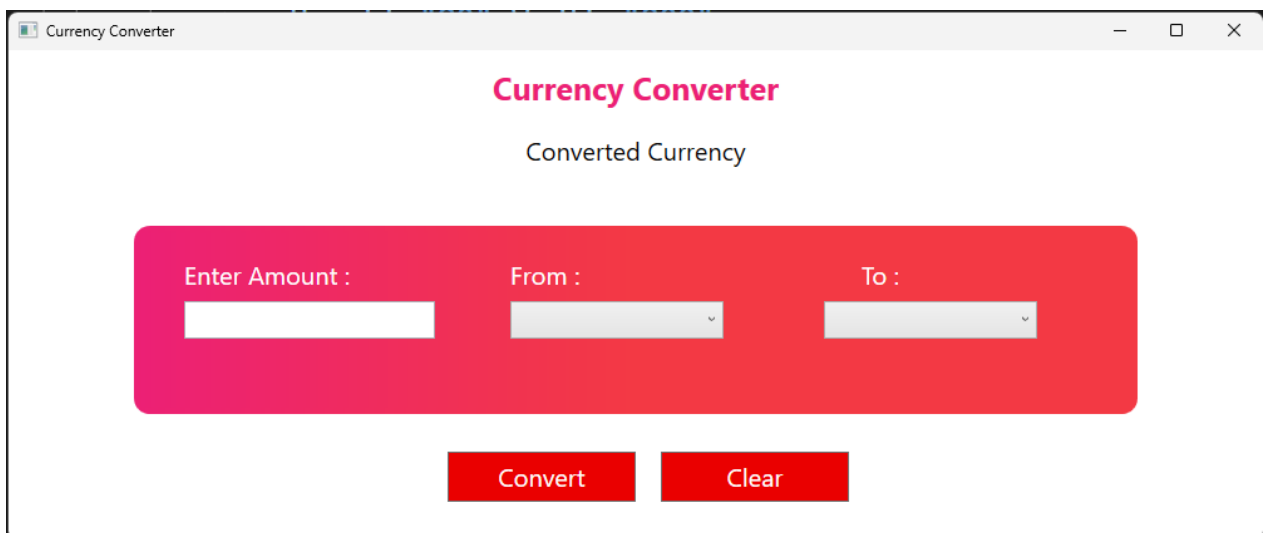 Currency Converter
Currency Converter
Converted Currency
Enter Amount : From : To :
Convert Clear